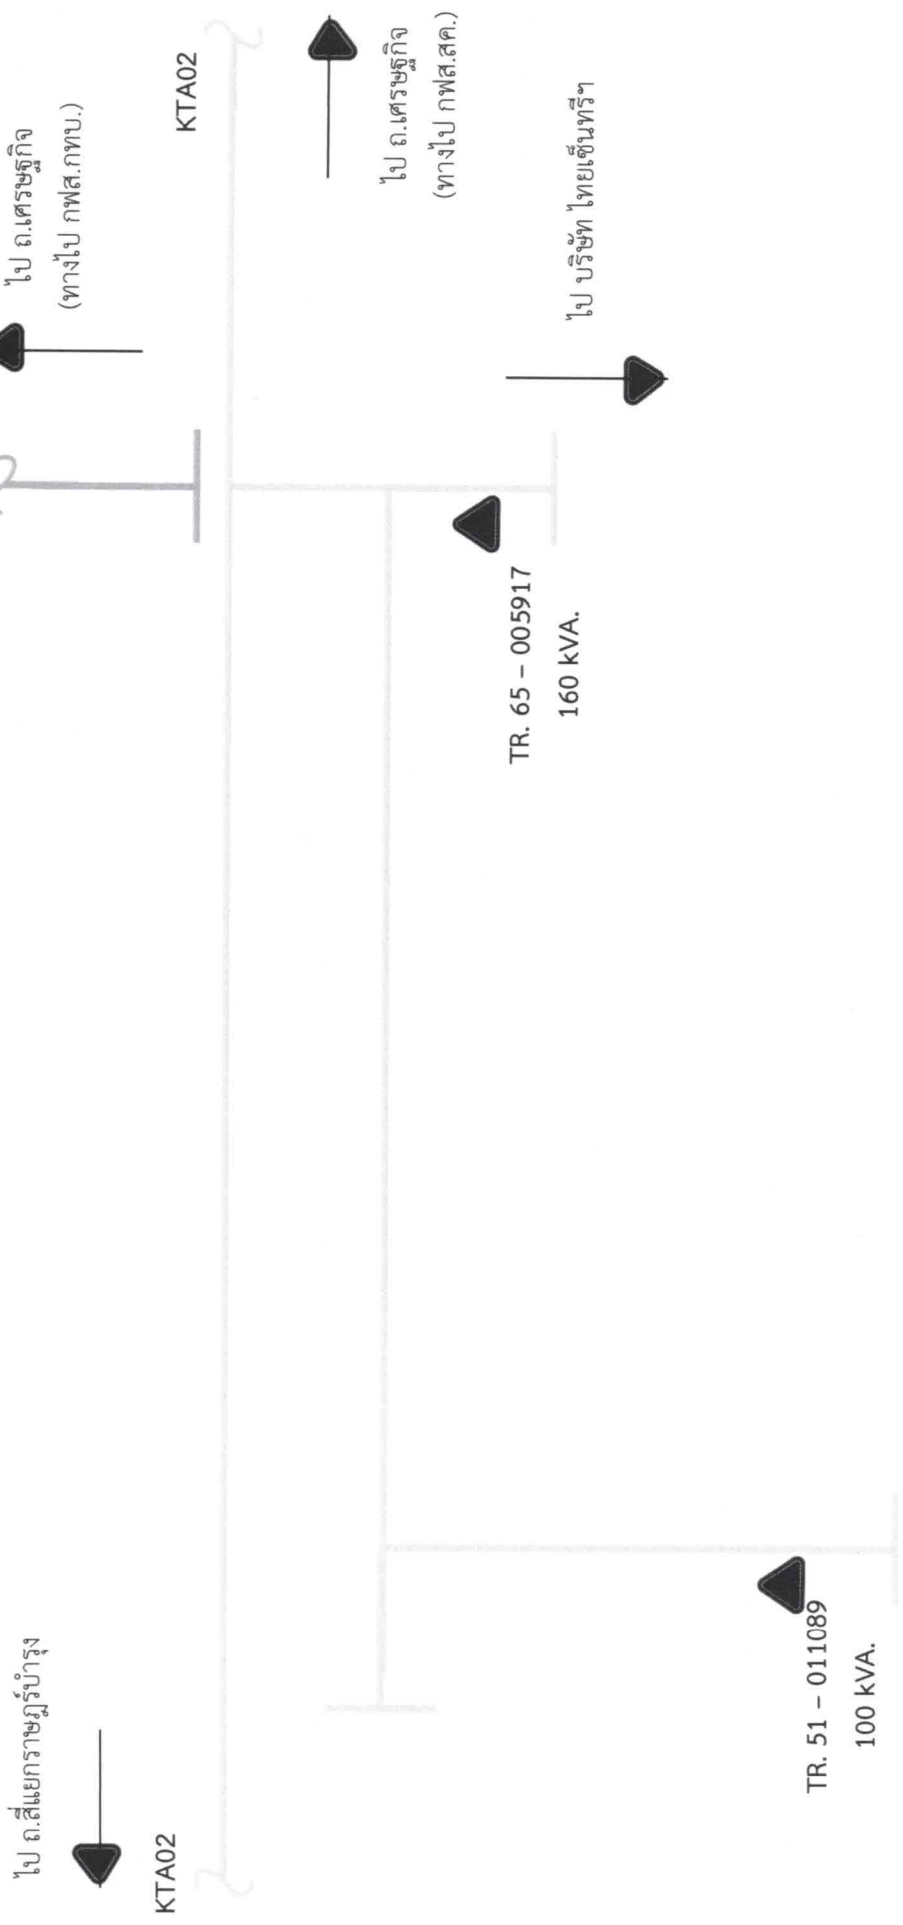 ไป ถ.สี่แยกราษฎร์บำรุง
KTA02
ไป ถ.เศรษฐกิจ
(ทางไป กฟส.กทบ.)
KTA02
ไป ถ.เศรษฐกิจ
(ทางไป กฟส.สค.)
ไป บริษัท ไทยเซ็นทรีฯ
TR. 65 – 005917
160 kVA.
TR. 51 – 011089
100 kVA.